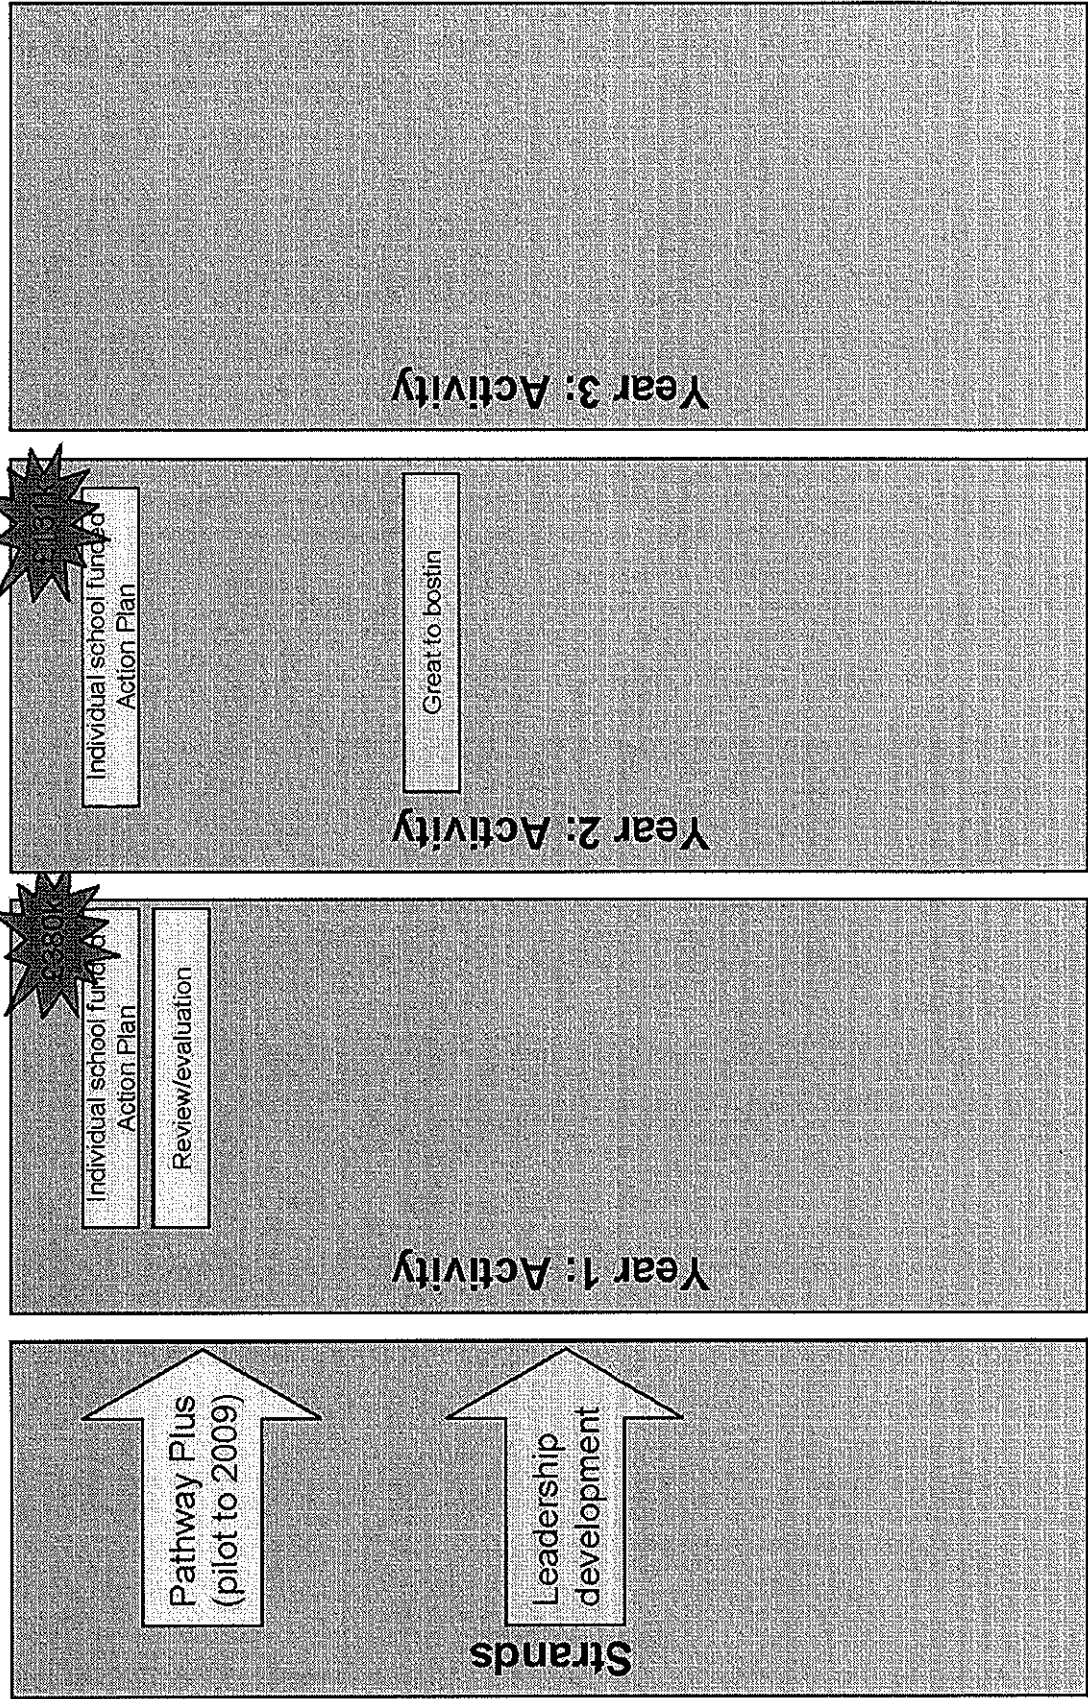 Strands
Pathway Plus
(pilot to 2009)
Leadership
development
Year 1: Activity
£380k
Individual school funded
Action Plan
Review/evaluation
Year 2: Activity
Individual school funded
Action Plan
Great to bostin
Year 3: Activity